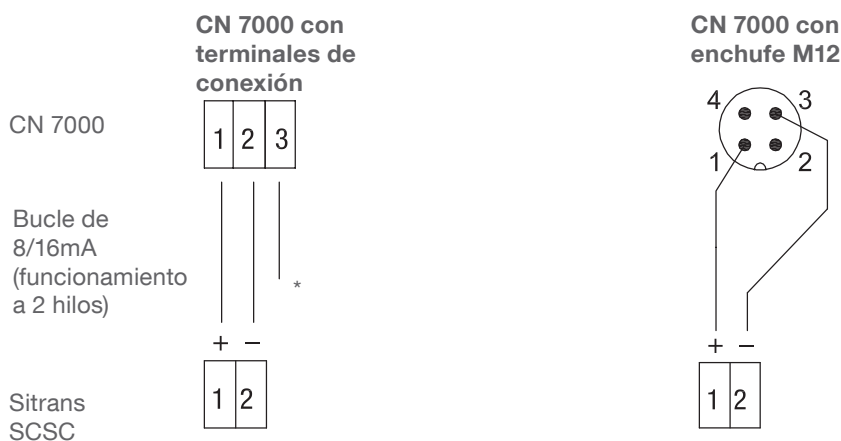 CN 7000 con
terminales de
conexión
CN 7000 con
enchufe M12
CN 7000
1 2 3
4 3
1 2
Bucle de
8/16mA
(funcionamiento
a 2 hilos)
*
+ −
+ −
Sitrans
SCSC
1 2
1 2